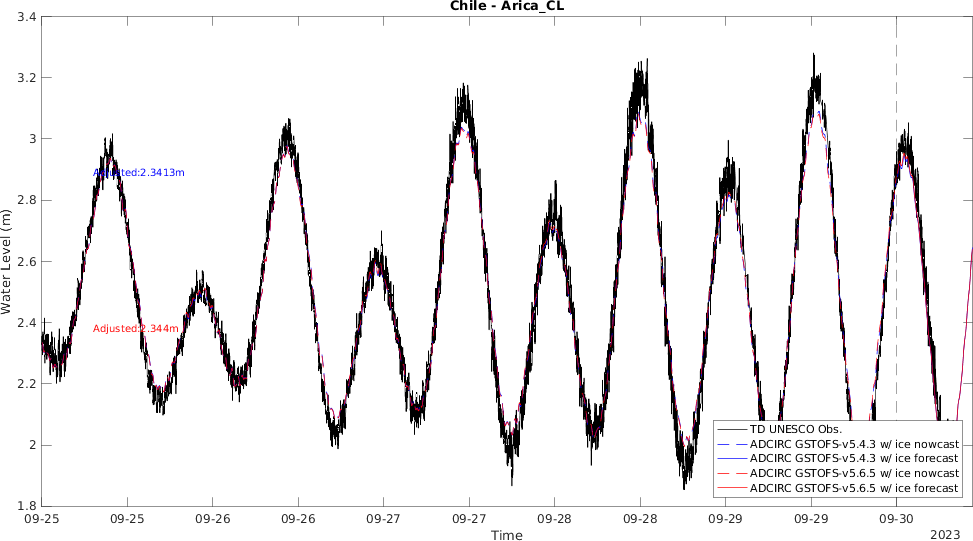 Chile - Arica_CL
3.4
3.2
3
2.8
2.6
2.4
2.2
2
1.8
Water Level (m)
Adjusted:2.3413m
Adjusted:2.344m
TD UNESCO Obs.
ADCIRC GSTOFS-v5.4.3 w/ ice nowcast
ADCIRC GSTOFS-v5.4.3 w/ ice forecast
ADCIRC GSTOFS-v5.6.5 w/ ice nowcast
ADCIRC GSTOFS-v5.6.5 w/ ice forecast
09-25 09-25 09-26 09-26 09-27 09-27 09-28 09-28 09-29 09-29 09-30
Time
2023